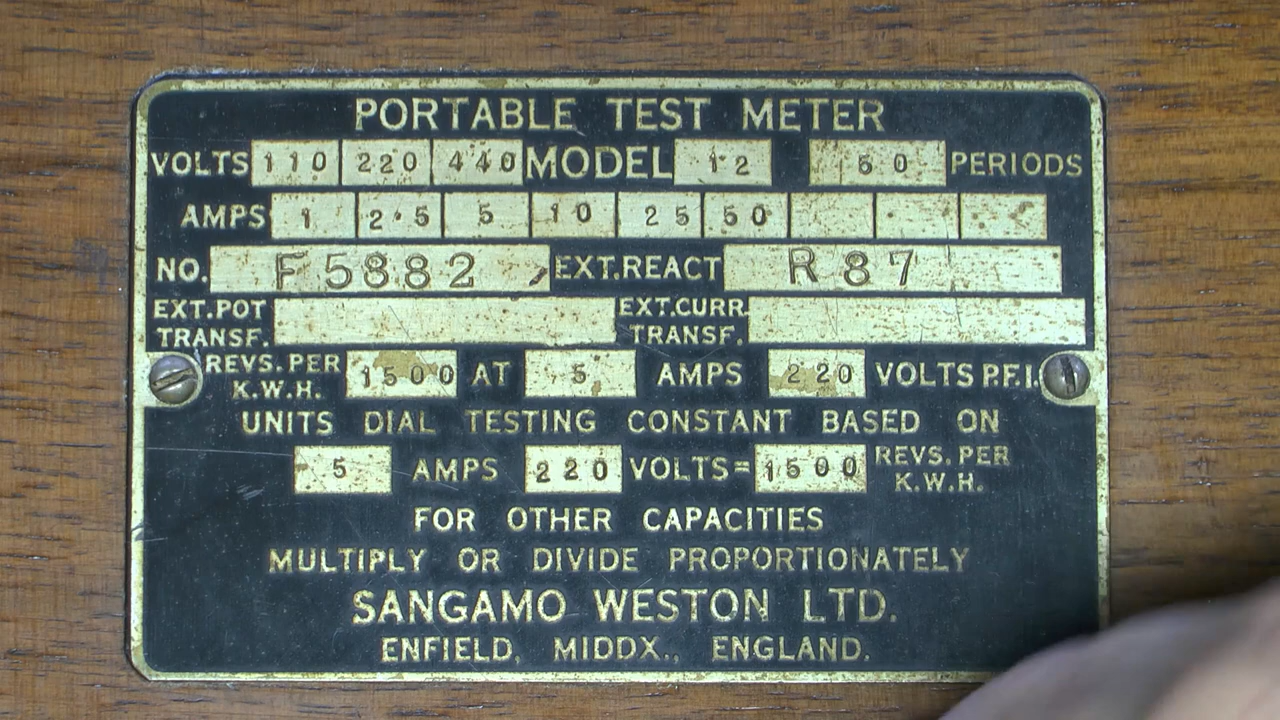 PORTABLE TEST METER
VOLTS 110 220 440 MODEL 12 50 PERIODS
AMPS 1 2·5 5 10 25 50
NO. F5882 EXT.REACT R87
EXT.POT TRANSF. EXT.CURR. TRANSF.
REVS. PER K.W.H. 1500 AT 5 AMPS 220 VOLTS P.F.I.
UNITS DIAL TESTING CONSTANT BASED ON
5 AMPS 220 VOLTS = 1500 REVS. PER K.W.H.
FOR OTHER CAPACITIES
MULTIPLY OR DIVIDE PROPORTIONATELY
SANGAMO WESTON LTD.
ENFIELD, MIDDX., ENGLAND.